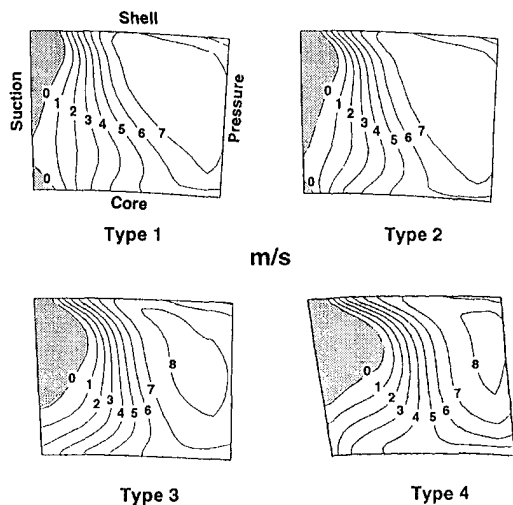 Shell
Suction
Pressure
0 1 2 3 4 5 6 7
0
Core
Type 1
0 1 2 3 4 5 6 7
0
Type 2
m/s
0 1 2 3 4 5 6 7 8
Type 3
0 1 2 3 4 5 6 7 8
Type 4